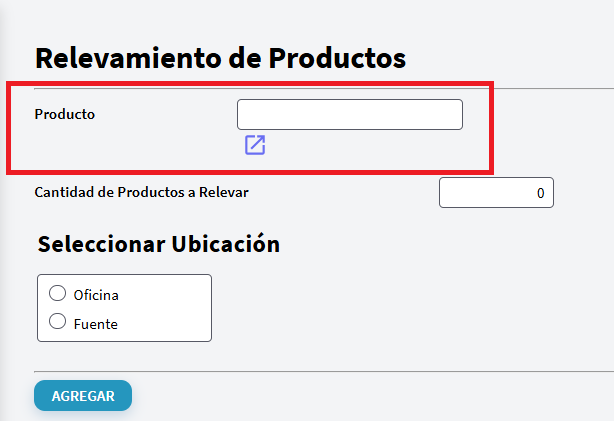 Relevamiento de Productos
Producto
Cantidad de Productos a Relevar 0
Seleccionar Ubicación
Oficina
Fuente
AGREGAR